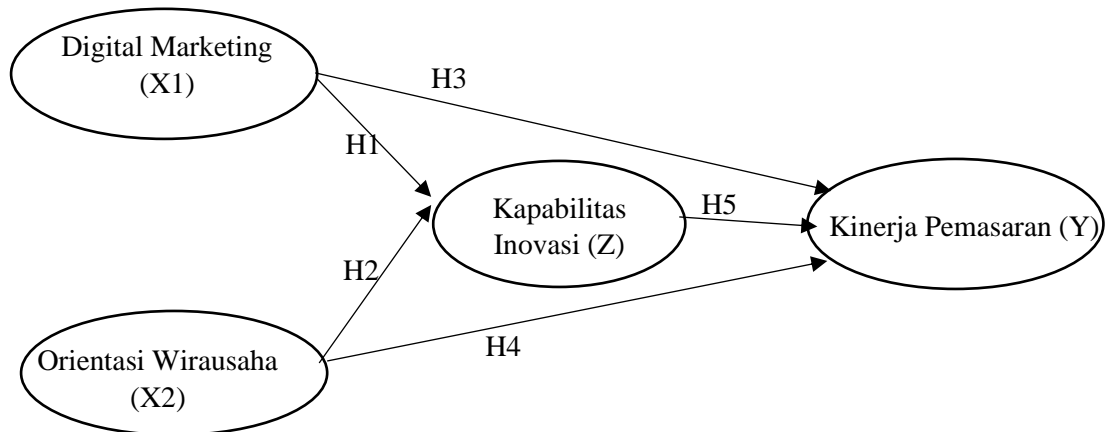 Digital Marketing
(X1)
H3
H1
Kapabilitas
Inovasi (Z)
H5
Kinerja Pemasaran (Y)
H2
H4
Orientasi Wirausaha
(X2)